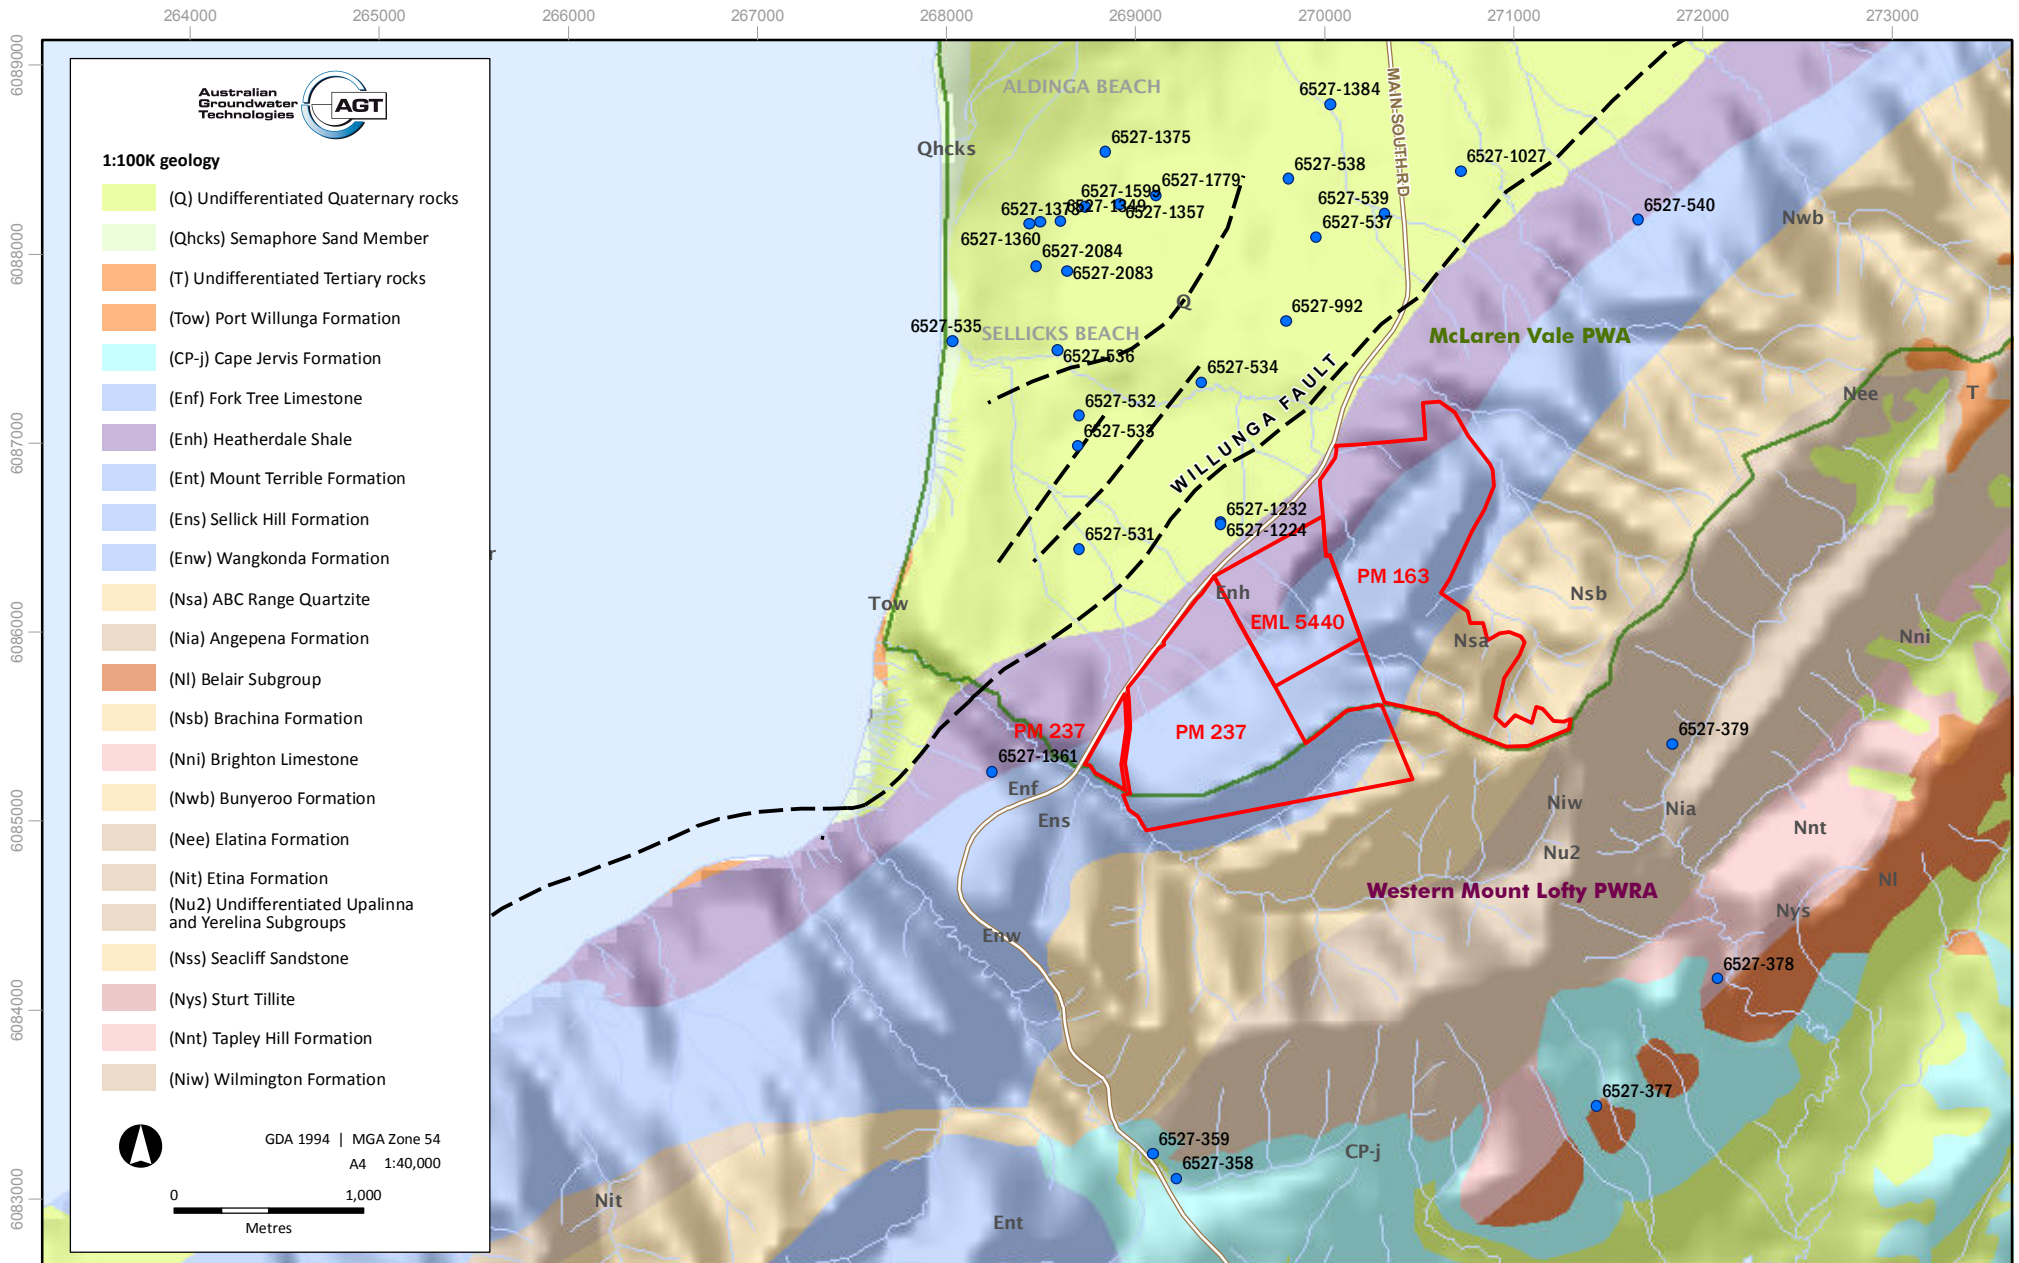 264000 265000 266000 267000 268000 269000 270000 271000 272000 273000
6089000
6088000
6087000
6086000
6085000
6084000
6083000
Australian
Groundwater
Technologies
AGT
1:100K geology
(Q) Undifferentiated Quaternary rocks
(Qhcks) Semaphore Sand Member
(T) Undifferentiated Tertiary rocks
(Tow) Port Willunga Formation
(CP-j) Cape Jervis Formation
(Enf) Fork Tree Limestone
(Enh) Heatherdale Shale
(Ent) Mount Terrible Formation
(Ens) Sellick Hill Formation
(Enw) Wangkonda Formation
(Nsa) ABC Range Quartzite
(Nia) Angepena Formation
(Nl) Belair Subgroup
(Nsb) Brachina Formation
(Nni) Brighton Limestone
(Nwb) Bunyeroo Formation
(Nee) Elatina Formation
(Nit) Etina Formation
(Nu2) Undifferentiated Upalinna
and Yerelina Subgroups
(Nss) Seacliff Sandstone
(Nys) Sturt Tillite
(Nnt) Tapley Hill Formation
(Niw) Wilmington Formation
GDA 1994 | MGA Zone 54
A4 1:40,000
0 1,000
Metres
ALDINGA BEACH
MAIN SOUTH RD
6527-1384
6527-1375
Qhcks
6527-538
6527-1027
6527-1779
6527-1599
6527-1373
6527-1349
6527-1357
6527-539
6527-540
Nwb
6527-537
6527-1360
6527-2084
6527-2083
Q
6527-992
6527-535
SELLICKS BEACH
6527-536
McLaren Vale PWA
6527-534
WILLUNGA FAULT
Nee
T
6527-532
6527-533
6527-1232
6527-1224
6527-531
r
PM 163
Tow
Enh
Nsb
EML 5440
Nsa
Nni
PM 237
PM 237
6527-379
6527-1361
Enf
Ens
Niw
Nia
Nnt
Nu2
Western Mount Lofty PWRA
Nl
Nys
Enw
6527-378
6527-377
6527-359
6527-358
CP-j
Nit
Ent